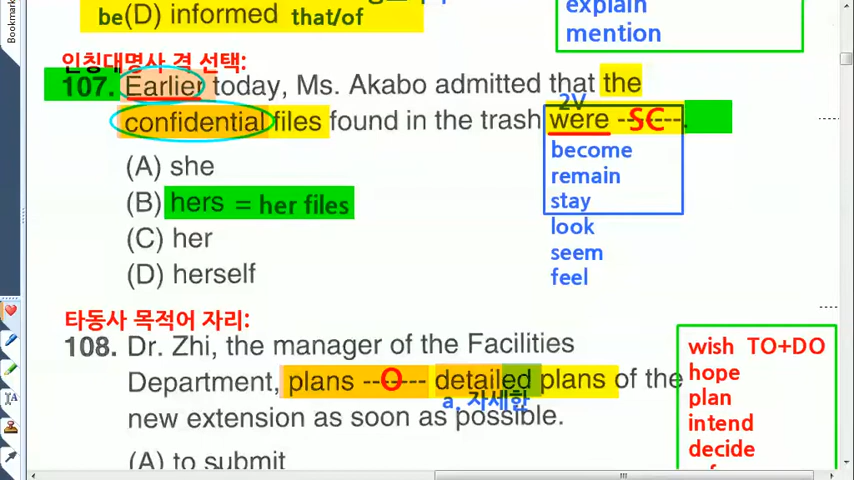 Bookmark
be(D) informed that/of
explain
mention
인칭대명사 격 선택:
107. Earlier today, Ms. Akabo admitted that the
2V
confidential files found in the trash were ------.
SC
become
remain
stay
look
seem
feel
(A) she
(B) hers = her files
(C) her
(D) herself
타동사 목적어 자리:
108. Dr. Zhi, the manager of the Facilities
Department, plans ---O--- detailed plans of the
a, 자세한
new extension as soon as possible.
(A) to submit
wish TO+DO
hope
plan
intend
decide